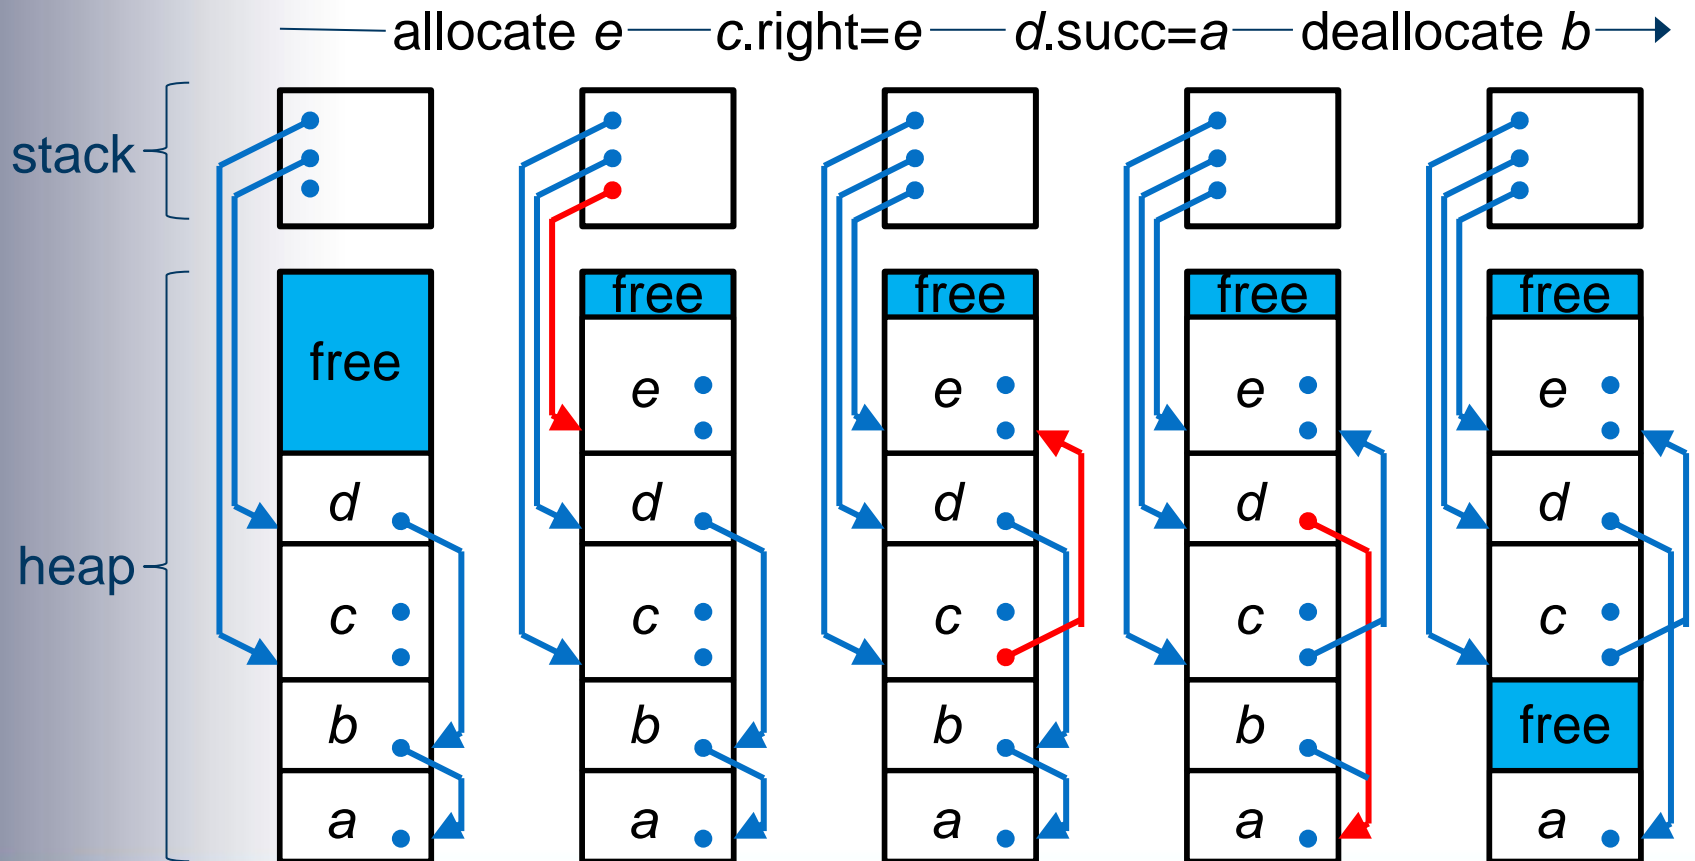 allocate e c.right=e d.succ=a deallocate b
stack
heap
free free free free free
e e e e
d d d d d
c c c c c
b b b b free
a a a a a